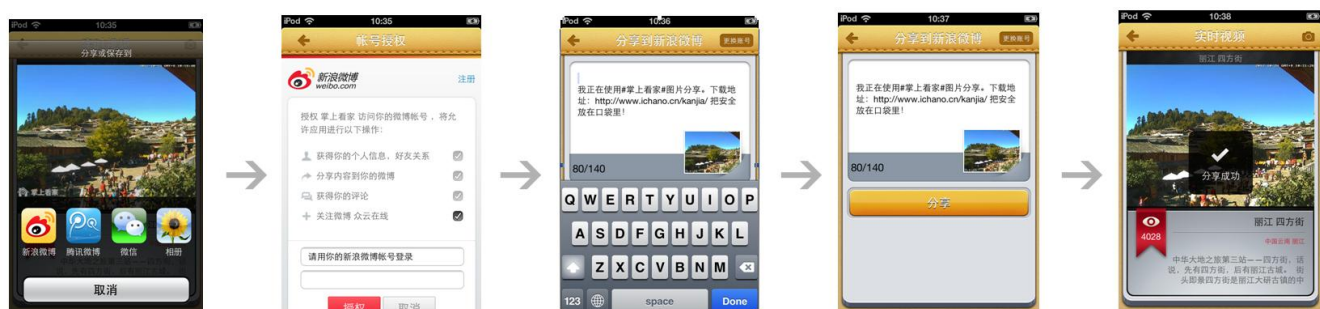 iPod 10:35
分享或保存到
掌上看家
新浪微博 腾讯微博 微信 相册
取消
iPod 10:35
帐号授权
新浪微博
weibo.com
注册
授权 掌上看家 访问你的微博帐号，将允
许应用进行以下操作：
获得你的个人信息、好友关系
分享内容到你的微博
获得你的评论
关注微博 众云在线
请用你的新浪微博帐号登录
授权 取消
iPod 10:36
分享到新浪微博 更换账号
我正在使用#掌上看家#图片分享。下载地
址：http://www.ichano.cn/kanjia/ 把安全
放在口袋里！
80/140
Q W E R T Y U I O P
A S D F G H J K L
Z X C V B N M
123 space Done
iPod 10:37
分享到新浪微博 更换账号
我正在使用#掌上看家#图片分享。下载地
址：http://www.ichano.cn/kanjia/ 把安全
放在口袋里！
80/140
分享
iPod 10:38
实时视频
丽江 四方街
分享成功
4028
丽江 四方街
中国云南 丽江
中华大地之旅第三站——四方街，话
说，先有四方街，后有丽江古城。 街
头即景四方街是丽江大研古镇的中